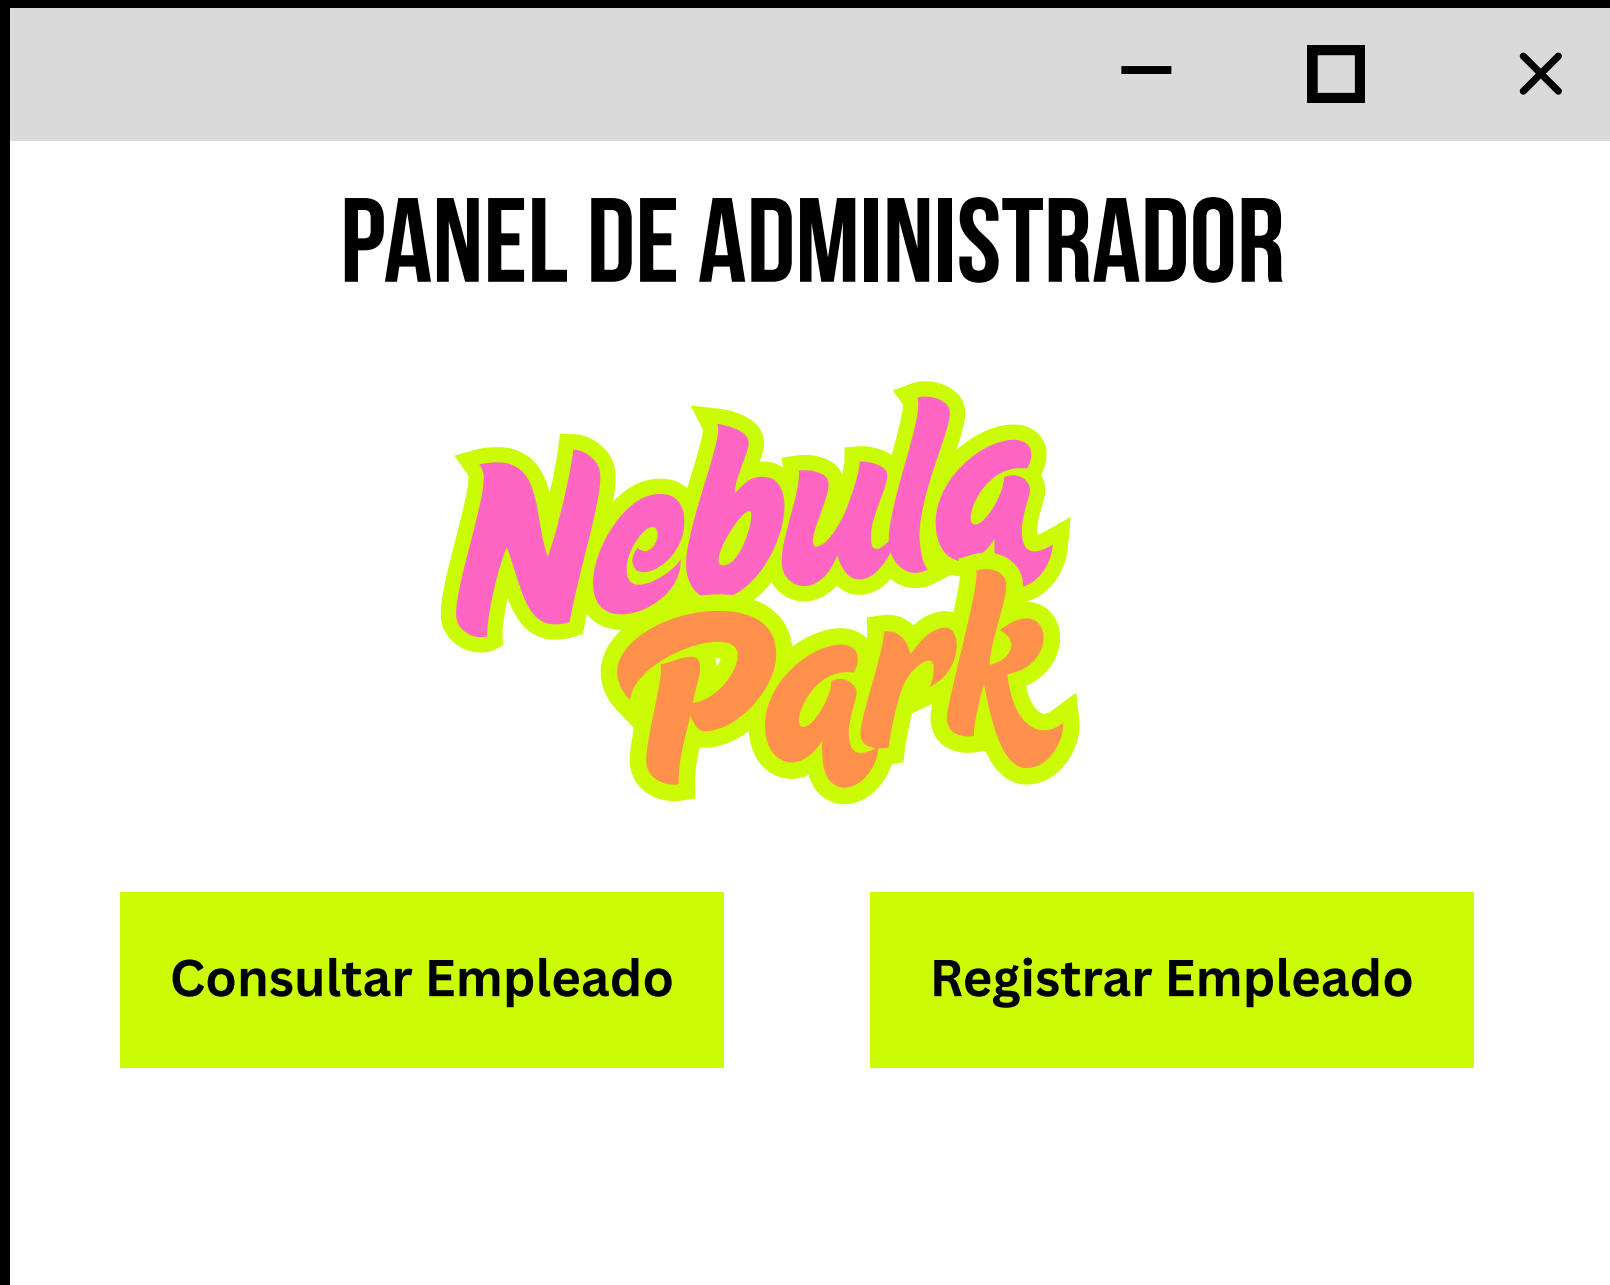 PANEL DE ADMINISTRADOR
Nebula
Park
Consultar Empleado
Registrar Empleado